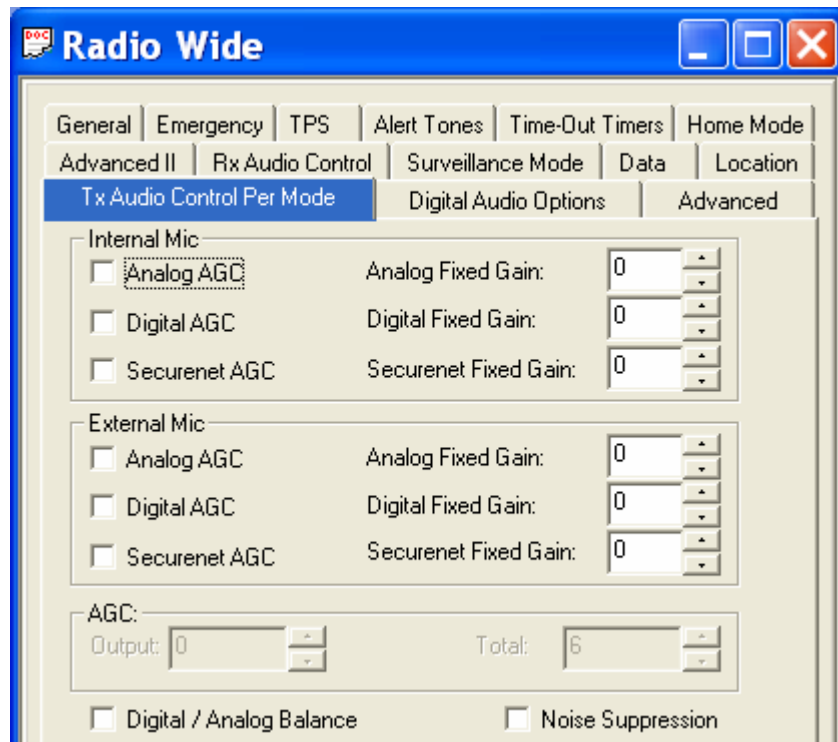 DOC
Radio Wide
General Emergency TPS Alert Tones Time-Out Timers Home Mode
Advanced II Rx Audio Control Surveillance Mode Data Location
Tx Audio Control Per Mode Digital Audio Options Advanced
Internal Mic
Analog AGC Analog Fixed Gain: 0
Digital AGC Digital Fixed Gain: 0
Securenet AGC Securenet Fixed Gain: 0
External Mic
Analog AGC Analog Fixed Gain: 0
Digital AGC Digital Fixed Gain: 0
Securenet AGC Securenet Fixed Gain: 0
AGC:
Output: 0 Total: 6
Digital / Analog Balance Noise Suppression